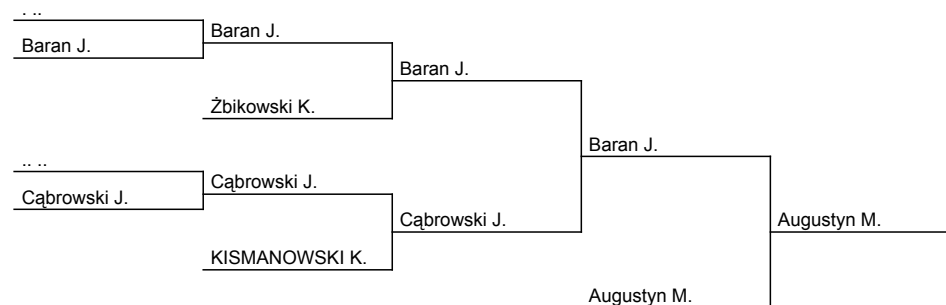 Baran J.
Baran J.
Baran J.
Żbikowski K.
Baran J.
Cąbrowski J.
Cąbrowski J.
Cąbrowski J.
Augustyn M.
KISMANOWSKI K.
Augustyn M.